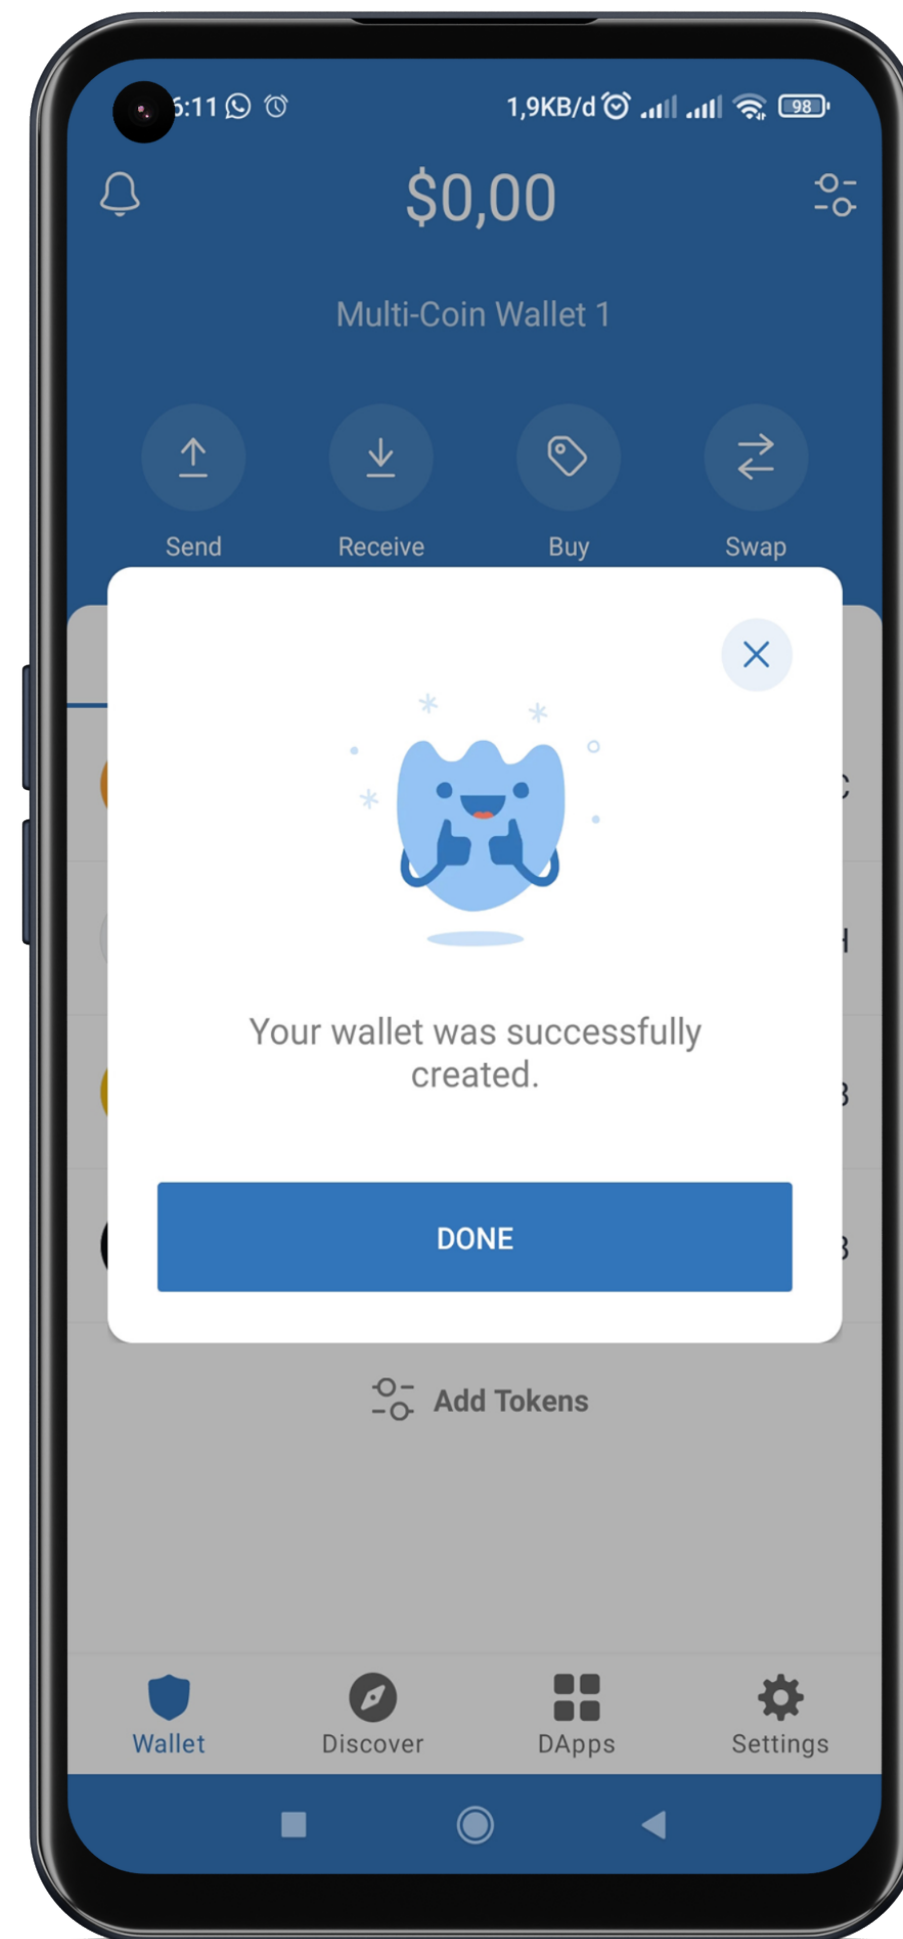 6:11
1,9KB/d
98
$0,00
Multi-Coin Wallet 1
Send Receive Buy Swap
Your wallet was successfully
created.
DONE
Add Tokens
Wallet Discover DApps Settings